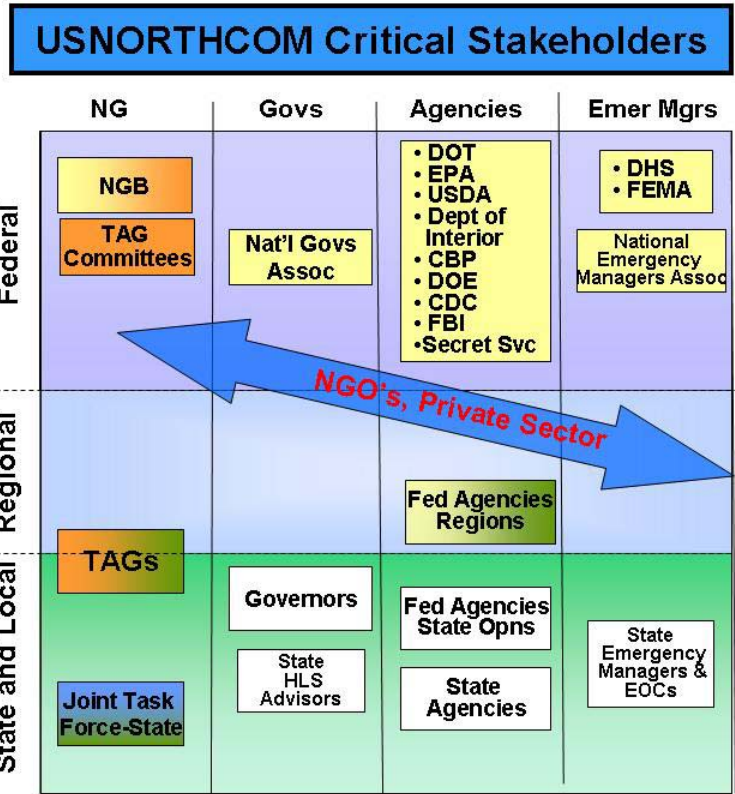 USNORTHCOM Critical Stakeholders
NG
Govs
Agencies
Emer Mgrs
Federal
NGB
TAG
Committees
Nat'l Govs
Assoc
• DOT
• EPA
• USDA
• Dept of
Interior
• CBP
• DOE
• CDC
• FBI
•Secret Svc
• DHS
• FEMA
National
Emergency
Managers Assoc
NGO's, Private Sector
Regional
Fed Agencies
Regions
TAGs
State and Local
Governors
Fed Agencies
State Opns
State
HLS
Advisors
State
Emergency
Managers &
EOCs
Joint Task
Force-State
State
Agencies